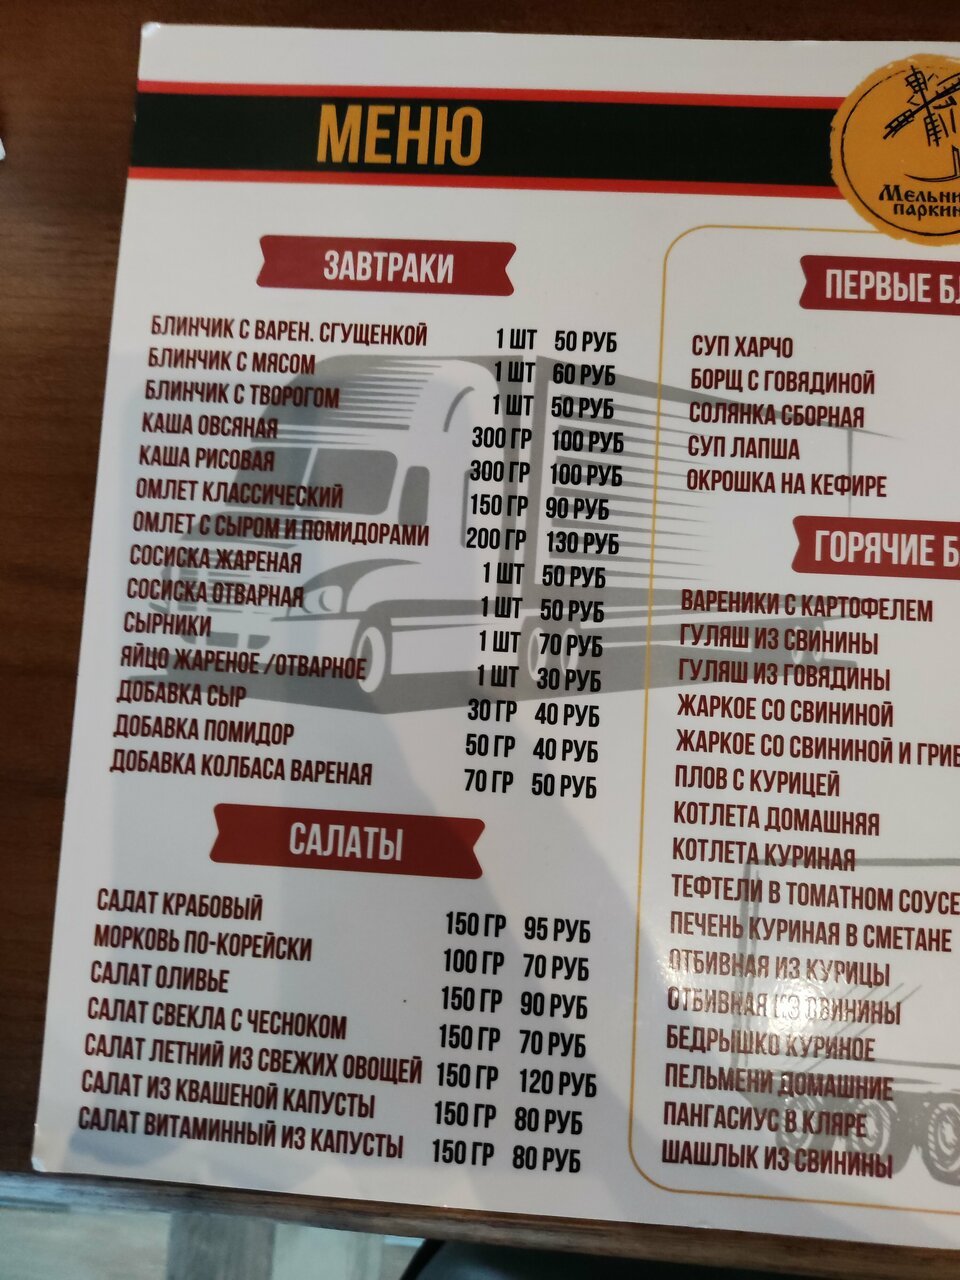 МЕНЮ
ЗАВТРАКИ
БЛИНЧИК С ВАРЕН. СГУЩЕНКОЙ 1 ШТ 50 РУБ
БЛИНЧИК С МЯСОМ 1 ШТ 60 РУБ
БЛИНЧИК С ТВОРОГОМ 1 ШТ 50 РУБ
КАША ОВСЯНАЯ 300 ГР 100 РУБ
КАША РИСОВАЯ 300 ГР 100 РУБ
ОМЛЕТ КЛАССИЧЕСКИЙ 150 ГР 90 РУБ
ОМЛЕТ С СЫРОМ И ПОМИДОРАМИ 200 ГР 130 РУБ
СОСИСКА ЖАРЕНАЯ 1 ШТ 50 РУБ
СОСИСКА ОТВАРНАЯ 1 ШТ 50 РУБ
СЫРНИКИ 1 ШТ 70 РУБ
ЯЙЦО ЖАРЕНОЕ /ОТВАРНОЕ 1 ШТ 30 РУБ
ДОБАВКА СЫР 30 ГР 40 РУБ
ДОБАВКА ПОМИДОР 50 ГР 40 РУБ
ДОБАВКА КОЛБАСА ВАРЕНАЯ 70 ГР 50 РУБ
САЛАТЫ
САЛАТ КРАБОВЫЙ 150 ГР 95 РУБ
МОРКОВЬ ПО-КОРЕЙСКИ 100 ГР 70 РУБ
САЛАТ ОЛИВЬЕ 150 ГР 90 РУБ
САЛАТ СВЕКЛА С ЧЕСНОКОМ 150 ГР 70 РУБ
САЛАТ ЛЕТНИЙ ИЗ СВЕЖИХ ОВОЩЕЙ 150 ГР 120 РУБ
САЛАТ ИЗ КВАШЕНОЙ КАПУСТЫ 150 ГР 80 РУБ
САЛАТ ВИТАМИННЫЙ ИЗ КАПУСТЫ 150 ГР 80 РУБ
ПЕРВЫЕ
СУП ХАРЧО
БОРЩ С ГОВЯДИНОЙ
СОЛЯНКА СБОРНАЯ
СУП ЛАПША
ОКРОШКА НА КЕФИРЕ
ГОРЯЧИЕ
ВАРЕНИКИ С КАРТОФЕЛЕМ
ГУЛЯШ ИЗ СВИНИНЫ
ГУЛЯШ ИЗ ГОВЯДИНЫ
ЖАРКОЕ СО СВИНИНОЙ
ЖАРКОЕ СО СВИНИНОЙ И
ПЛОВ С КУРИЦЕЙ
КОТЛЕТА ДОМАШНЯЯ
КОТЛЕТА КУРИНАЯ
ТЕФТЕЛИ В ТОМАТНОМ СОУСЕ
ПЕЧЕНЬ КУРИНАЯ В СМЕТАНЕ
ОТБИВНАЯ ИЗ КУРИЦЫ
ОТБИВНАЯ ИЗ СВИНИНЫ
БЕДРЫШКО КУРИНОЕ
ПЕЛЬМЕНИ ДОМАШНИЕ
ПАНГАСИУС В КЛЯРЕ
ШАШЛЫК ИЗ СВИНИНЫ